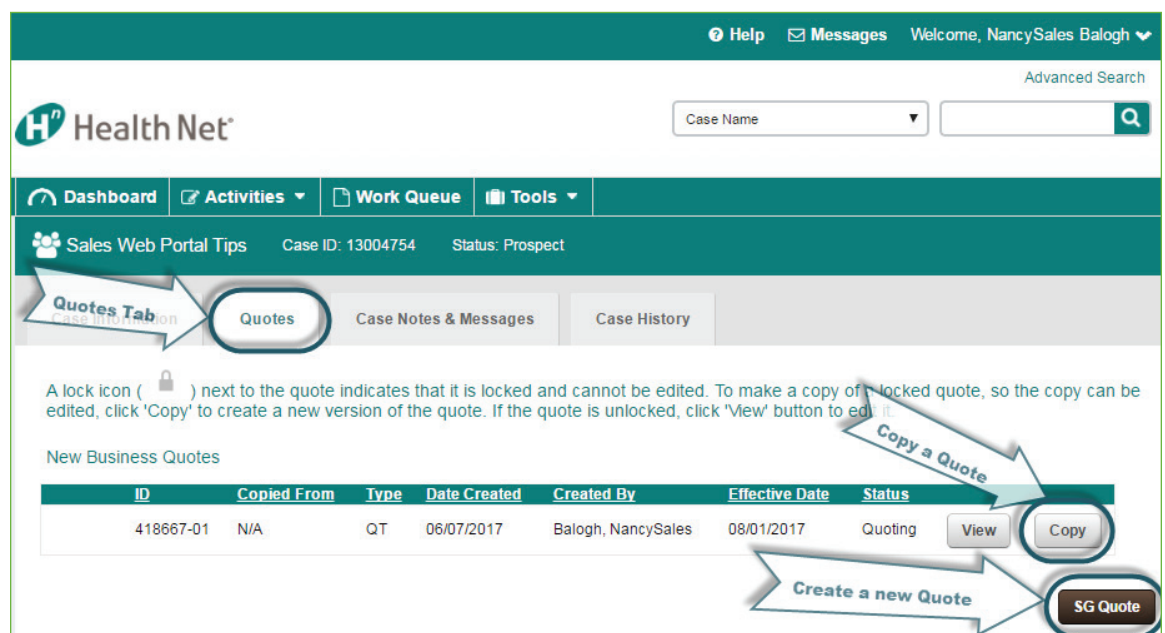 Help Messages Welcome, NancySales Balogh
Advanced Search
Hn Health Net
Case Name
Dashboard Activities Work Queue Tools
Sales Web Portal Tips Case ID: 13004754 Status: Prospect
Quotes Tab
Case Information Quotes Case Notes & Messages Case History
A lock icon ( ) next to the quote indicates that it is locked and cannot be edited. To make a copy of a locked quote, so the copy can be
edited, click 'Copy' to create a new version of the quote. If the quote is unlocked, click 'View' button to edit it.
Copy a Quote
New Business Quotes
ID Copied From Type Date Created Created By Effective Date Status
418667-01 N/A QT 06/07/2017 Balogh, NancySales 08/01/2017 Quoting View Copy
Create a new Quote
SG Quote